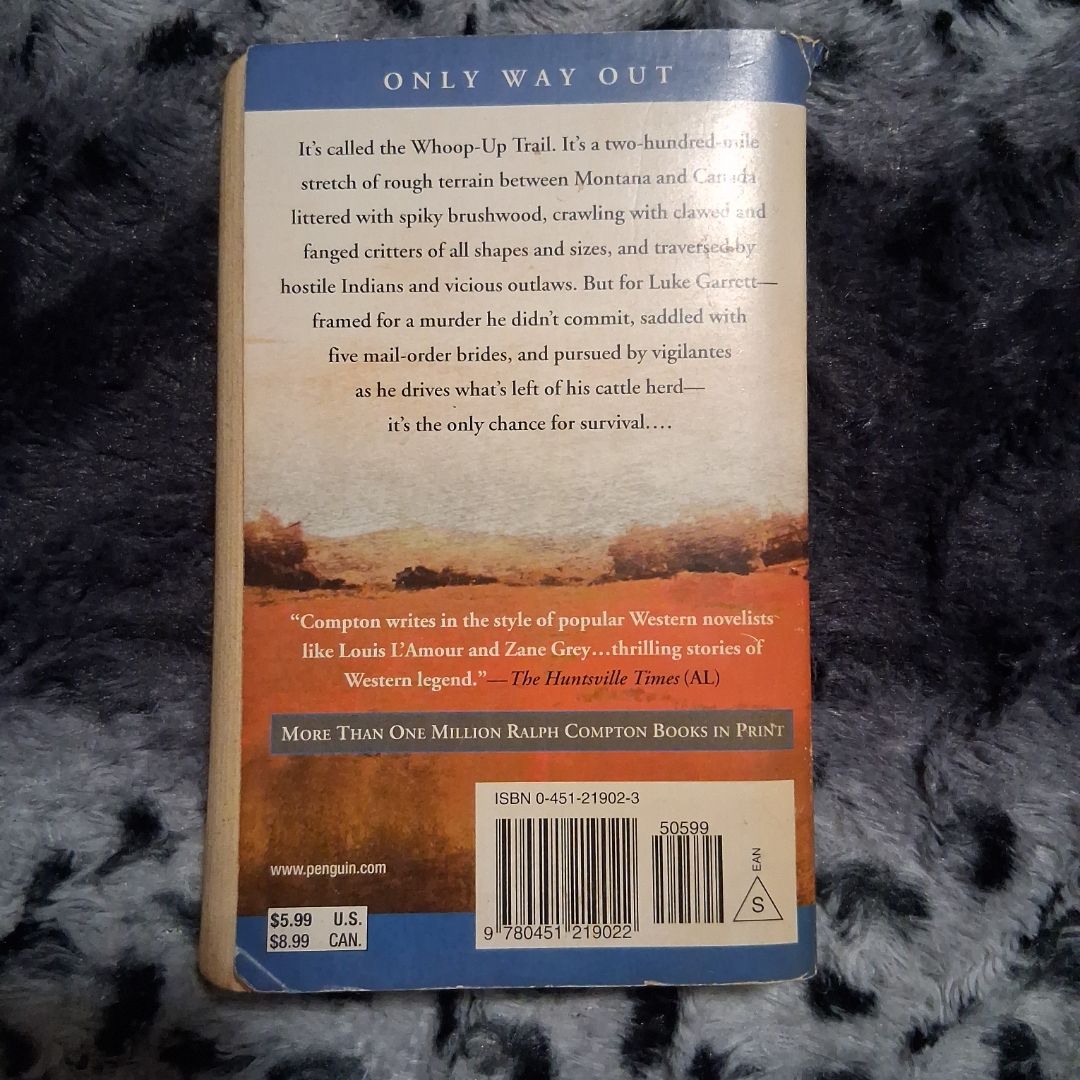 ONLY WAY OUT
It's called the Whoop-Up Trail. It's a two-hundred-mile
stretch of rough terrain between Montana and Canada
littered with spiky brushwood, crawling with clawed and
fanged critters of all shapes and sizes, and traversed by
hostile Indians and vicious outlaws. But for Luke Garrett—
framed for a murder he didn't commit, saddled with
five mail-order brides, and pursued by vigilantes
as he drives what's left of his cattle herd—
it's the only chance for survival....
"Compton writes in the style of popular Western novelists
like Louis L'Amour and Zane Grey...thrilling stories of
Western legend."—The Huntsville Times (AL)
MORE THAN ONE MILLION RALPH COMPTON BOOKS IN PRINT
ISBN 0-451-21902-3
50599
EAN
S
9 780451 219022
www.penguin.com
$5.99 U.S.
$8.99 CAN.